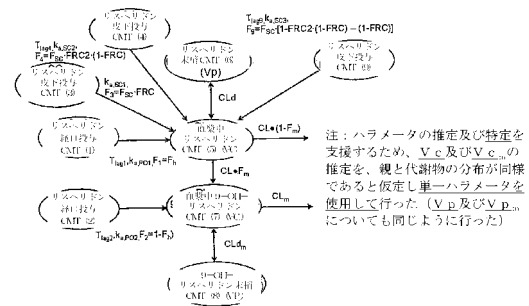 T_lag4,k_a,SC2,
F_4=F_SC·FRC2·(1-FRC)
リスペリドン
皮下投与
CMT (4)
T_lag9,k_a,SC3,
F_9=F_SC·[1-FRC2·(1-FRC) – (1-FRC)]
リスペリドン
末梢 CMT (6)
(Vp)
リスペリドン
皮下投与
CMT (3)
k_a,SC1,
F_3=F_SC·FRC
リスペリドン
皮下投与
CMT (9)
CLd
リスペリドン
経口投与
CMT (1)
T_lag1,k_a,PO1,F_1=F_h
血漿中
リスペリドン
CMT (5) (VC)
CL•(1-F_m)
CL•F_m
リスペリドン
経口投与
CMT (2)
T_lag2,k_a,PO2,F_2=1-F_h)
血漿中9-OH-
リスペリドン
CMT (7) (VC)
CL_m
CLd_m
9-OH-
リスペリドン末梢
CMT (8) (VP)
注：パラメータの推定及び特定を
支援するため、Ｖｃ及びＶｃ_mの
推定を、親と代謝物の分布が同様
であると仮定し単一パラメータを
使用して行った（Ｖｐ及びＶｐ_m
についても同じように行った）